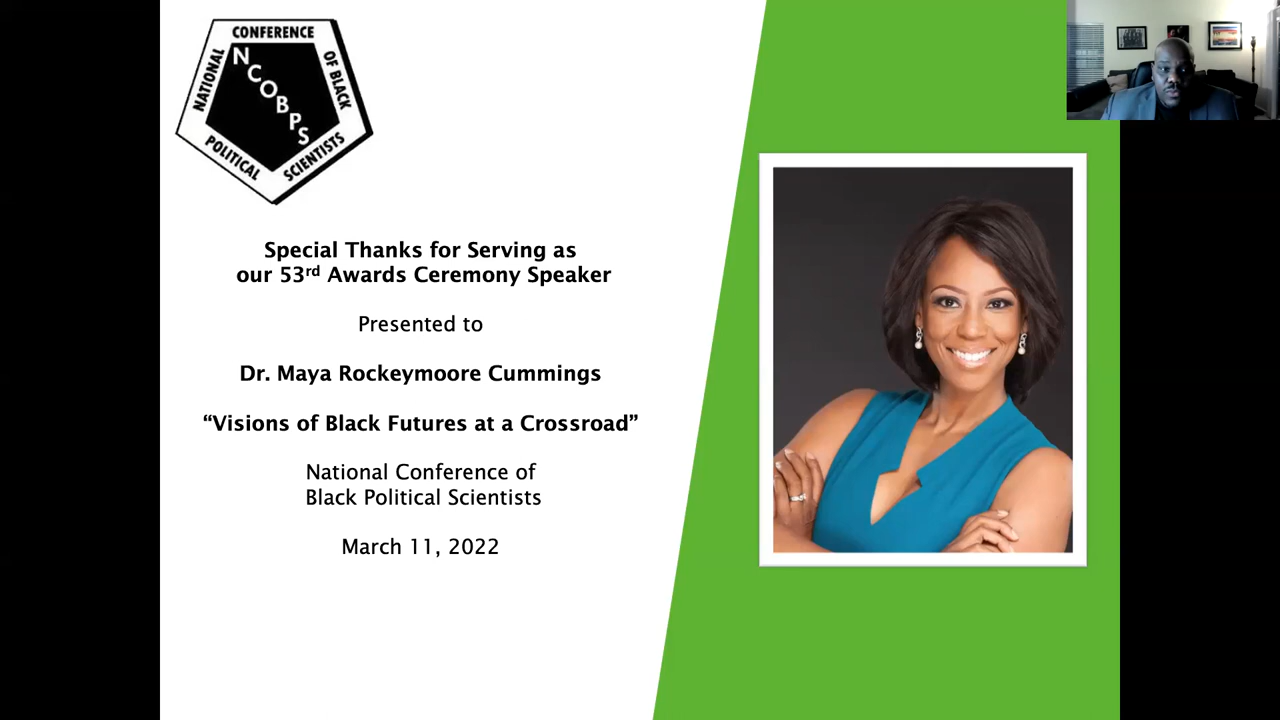 NATIONAL
CONFERENCE
OF BLACK
POLITICAL
SCIENTISTS
NCOBPS
Special Thanks for Serving as
our 53rd Awards Ceremony Speaker
Presented to
Dr. Maya Rockeymoore Cummings
“Visions of Black Futures at a Crossroad”
National Conference of
Black Political Scientists
March 11, 2022